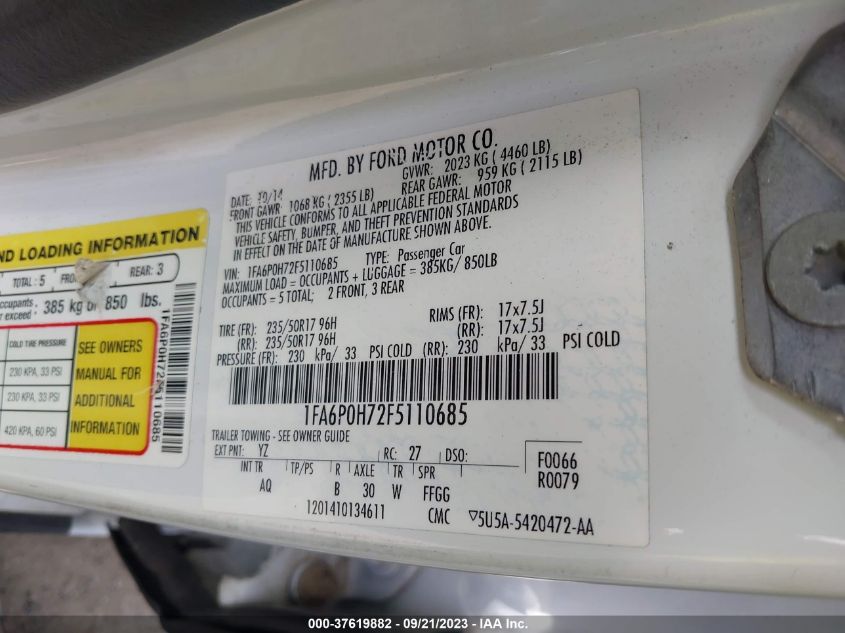 ND LOADING INFORMATION
TOTAL: 5 REAR: 3
385 kg 850 lbs.
COLD TIRE PRESSURE
230 KPA, 33 PSI
230 KPA, 33 PSI
420 KPA, 60 PSI
SEE OWNERS
MANUAL FOR
ADDITIONAL
INFORMATION
1FA6P0H72F5110685
MFD. BY FORD MOTOR CO.
DATE: 10/14 GVWR: 2023 KG ( 4460 LB)
FRONT GAWR: 1068 KG ( 2355 LB) REAR GAWR: 959 KG ( 2115 LB)
THIS VEHICLE CONFORMS TO ALL APPLICABLE FEDERAL MOTOR
VEHICLE SAFETY, BUMPER, AND THEFT PREVENTION STANDARDS
IN EFFECT ON THE DATE OF MANUFACTURE SHOWN ABOVE.
VIN: 1FA6P0H72F5110685 TYPE: Passenger Car
MAXIMUM LOAD = OCCUPANTS + LUGGAGE = 385KG/ 850LB
OCCUPANTS = 5 TOTAL; 2 FRONT, 3 REAR
TIRE (FR): 235/50R17 96H RIMS (FR): 17x7.5J
(RR): 235/50R17 96H (RR): 17x7.5J
PRESSURE (FR): 230 kPa/ 33 PSI COLD (RR): 230 kPa/ 33 PSI COLD
1FA6P0H72F5110685
TRAILER TOWING - SEE OWNER GUIDE
EXT PNT: YZ RC: 27 DSO:
INT TR TP/PS R AXLE TR SPR
AQ B 30 W FFGG
F0066
R0079
1201410134611 CMC ▽5U5A-5420472-AA
000-37619882 - 09/21/2023 - IAA Inc.